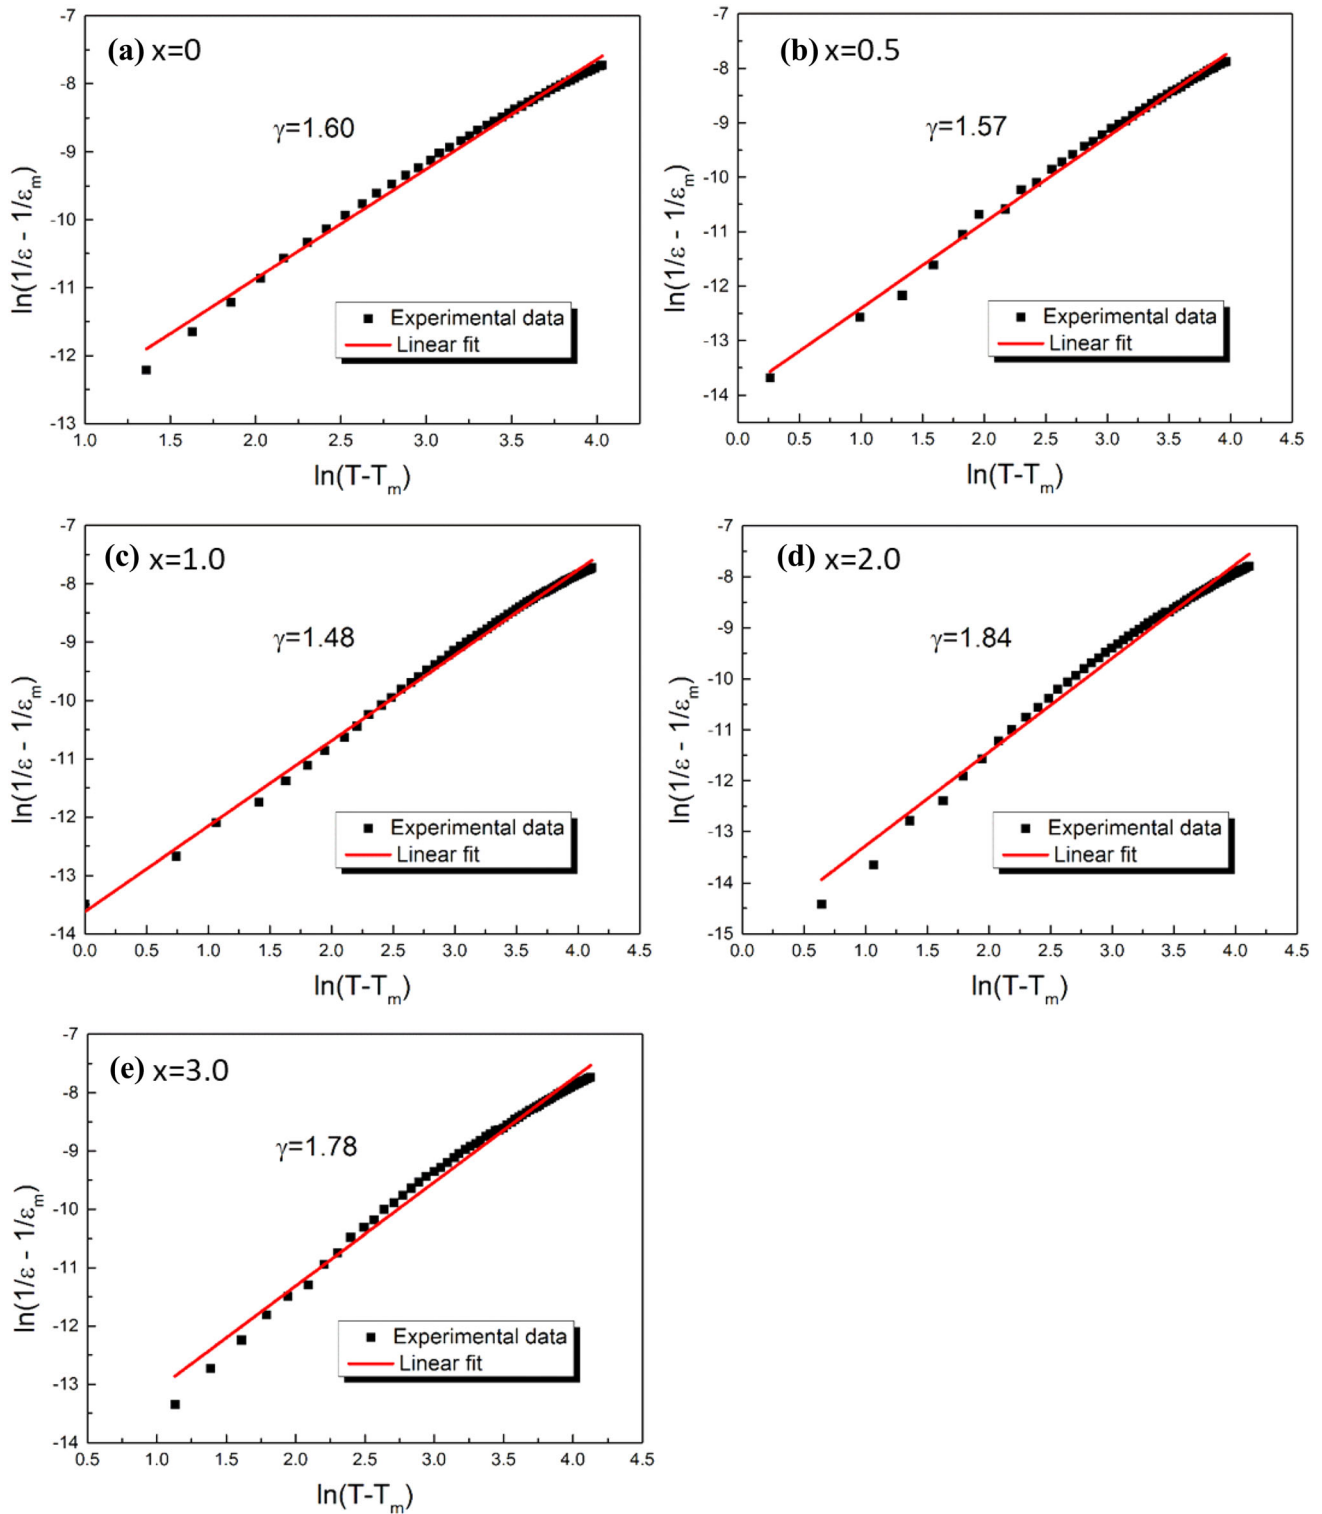 (a) x=0
γ=1.60
-7
-8
-9
-10
-11
-12
-13
ln(1/ε - 1/εm)
Experimental data
Linear fit
1.0 1.5 2.0 2.5 3.0 3.5 4.0
ln(T-Tm)
(b) x=0.5
γ=1.57
-7
-8
-9
-10
-11
-12
-13
-14
ln(1/ε - 1/εm)
Experimental data
Linear fit
0.0 0.5 1.0 1.5 2.0 2.5 3.0 3.5 4.0 4.5
ln(T-Tm)
(c) x=1.0
γ=1.48
-7
-8
-9
-10
-11
-12
-13
-14
ln(1/ε - 1/εm)
Experimental data
Linear fit
0.0 0.5 1.0 1.5 2.0 2.5 3.0 3.5 4.0 4.5
ln(T-Tm)
(d) x=2.0
γ=1.84
-7
-8
-9
-10
-11
-12
-13
-14
-15
ln(1/ε - 1/εm)
Experimental data
Linear fit
0.0 0.5 1.0 1.5 2.0 2.5 3.0 3.5 4.0 4.5
ln(T-Tm)
(e) x=3.0
γ=1.78
-7
-8
-9
-10
-11
-12
-13
-14
ln(1/ε - 1/εm)
Experimental data
Linear fit
0.5 1.0 1.5 2.0 2.5 3.0 3.5 4.0 4.5
ln(T-Tm)